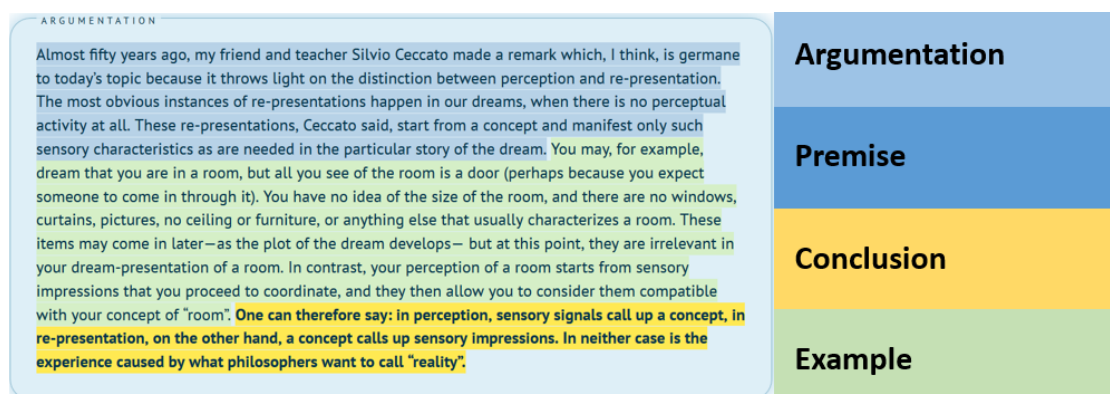 ARGUMENTATION
Almost fifty years ago, my friend and teacher Silvio Ceccato made a remark which, I think, is germane
to today's topic because it throws light on the distinction between perception and re-presentation.
The most obvious instances of re-presentations happen in our dreams, when there is no perceptual
activity at all. These re-presentations, Ceccato said, start from a concept and manifest only such
sensory characteristics as are needed in the particular story of the dream. You may, for example,
dream that you are in a room, but all you see of the room is a door (perhaps because you expect
someone to come in through it). You have no idea of the size of the room, and there are no windows,
curtains, pictures, no ceiling or furniture, or anything else that usually characterizes a room. These
items may come in later—as the plot of the dream develops— but at this point, they are irrelevant in
your dream-presentation of a room. In contrast, your perception of a room starts from sensory
impressions that you proceed to coordinate, and they then allow you to consider them compatible
with your concept of “room”. One can therefore say: in perception, sensory signals call up a concept, in
re-presentation, on the other hand, a concept calls up sensory impressions. In neither case is the
experience caused by what philosophers want to call “reality”.
Argumentation
Premise
Conclusion
Example